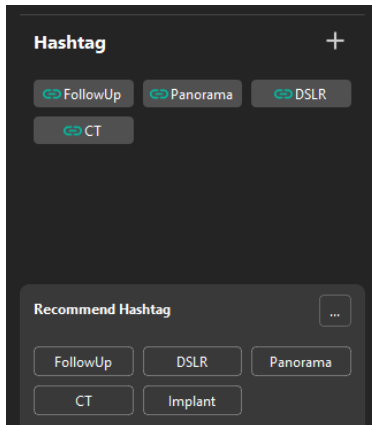 Hashtag +
FollowUp Panorama DSLR
CT
Recommend Hashtag ...
FollowUp DSLR Panorama
CT Implant